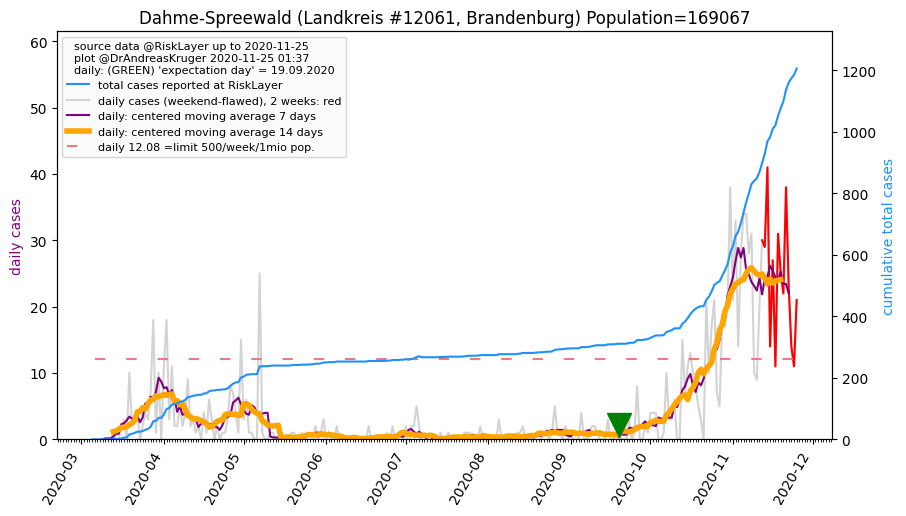 Dahme-Spreewald (Landkreis #12061, Brandenburg) Population=169067
source data @RiskLayer up to 2020-11-25
plot @DrAndreasKruger 2020-11-25 01:37
daily: (GREEN) 'expectation day' = 19.09.2020
total cases reported at RiskLayer
daily cases (weekend-flawed), 2 weeks: red
daily: centered moving average 7 days
daily: centered moving average 14 days
daily 12.08 =limit 500/week/1mio pop.
daily cases
60
50
40
30
20
10
0
cumulative total cases
1200
1000
800
600
400
200
0
2020-03
2020-04
2020-05
2020-06
2020-07
2020-08
2020-09
2020-10
2020-11
2020-12